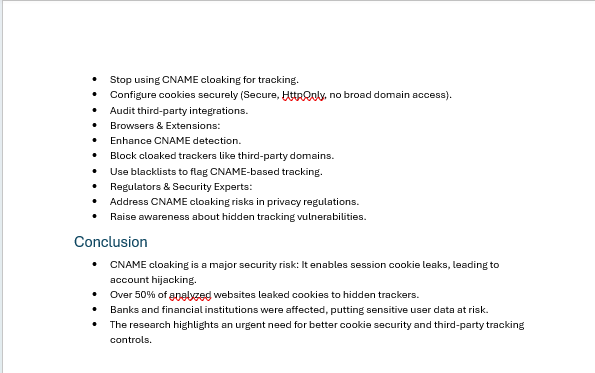 • Stop using CNAME cloaking for tracking.
• Configure cookies securely (Secure, HttpOnly, no broad domain access).
• Audit third-party integrations.
• Browsers & Extensions:
• Enhance CNAME detection.
• Block cloaked trackers like third-party domains.
• Use blacklists to flag CNAME-based tracking.
• Regulators & Security Experts:
• Address CNAME cloaking risks in privacy regulations.
• Raise awareness about hidden tracking vulnerabilities.
Conclusion
• CNAME cloaking is a major security risk: It enables session cookie leaks, leading to
account hijacking.
• Over 50% of analyzed websites leaked cookies to hidden trackers.
• Banks and financial institutions were affected, putting sensitive user data at risk.
• The research highlights an urgent need for better cookie security and third-party tracking
controls.